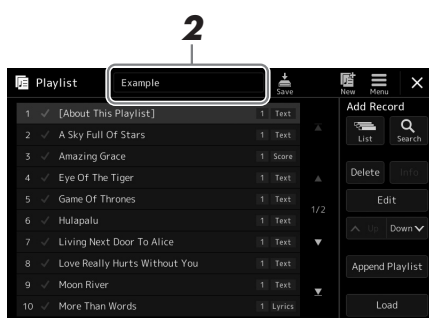 2
Playlist Example Save New Menu
Add Record
List Search
Delete Info
Edit
Up Down
Append Playlist
Load
1 [About This Playlist] 1 Text
2 A Sky Full Of Stars 1 Text
3 Amazing Grace 1 Score
4 Eye Of The Tiger 1 Text
5 Game Of Thrones 1 Text
6 Hulapalu 1 Text
7 Living Next Door To Alice 1 Text
8 Love Really Hurts Without You 1 Text
9 Moon River 1 Text
10 More Than Words 1 Lyrics
1/2